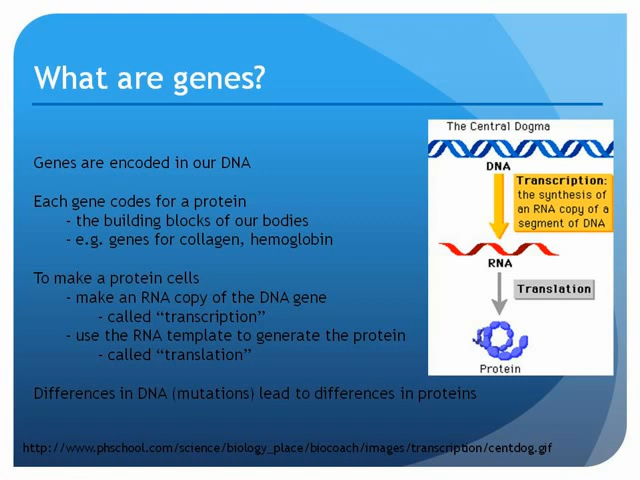 What are genes?
Genes are encoded in our DNA
Each gene codes for a protein
- the building blocks of our bodies
- e.g. genes for collagen, hemoglobin
To make a protein cells
- make an RNA copy of the DNA gene
- called “transcription”
- use the RNA template to generate the protein
- called “translation”
Differences in DNA (mutations) lead to differences in proteins
The Central Dogma
DNA
Transcription:
the synthesis of
an RNA copy of a
segment of DNA
RNA
Translation
Protein
http://www.phschool.com/science/biology_place/biocoach/images/transcription/centdog.gif